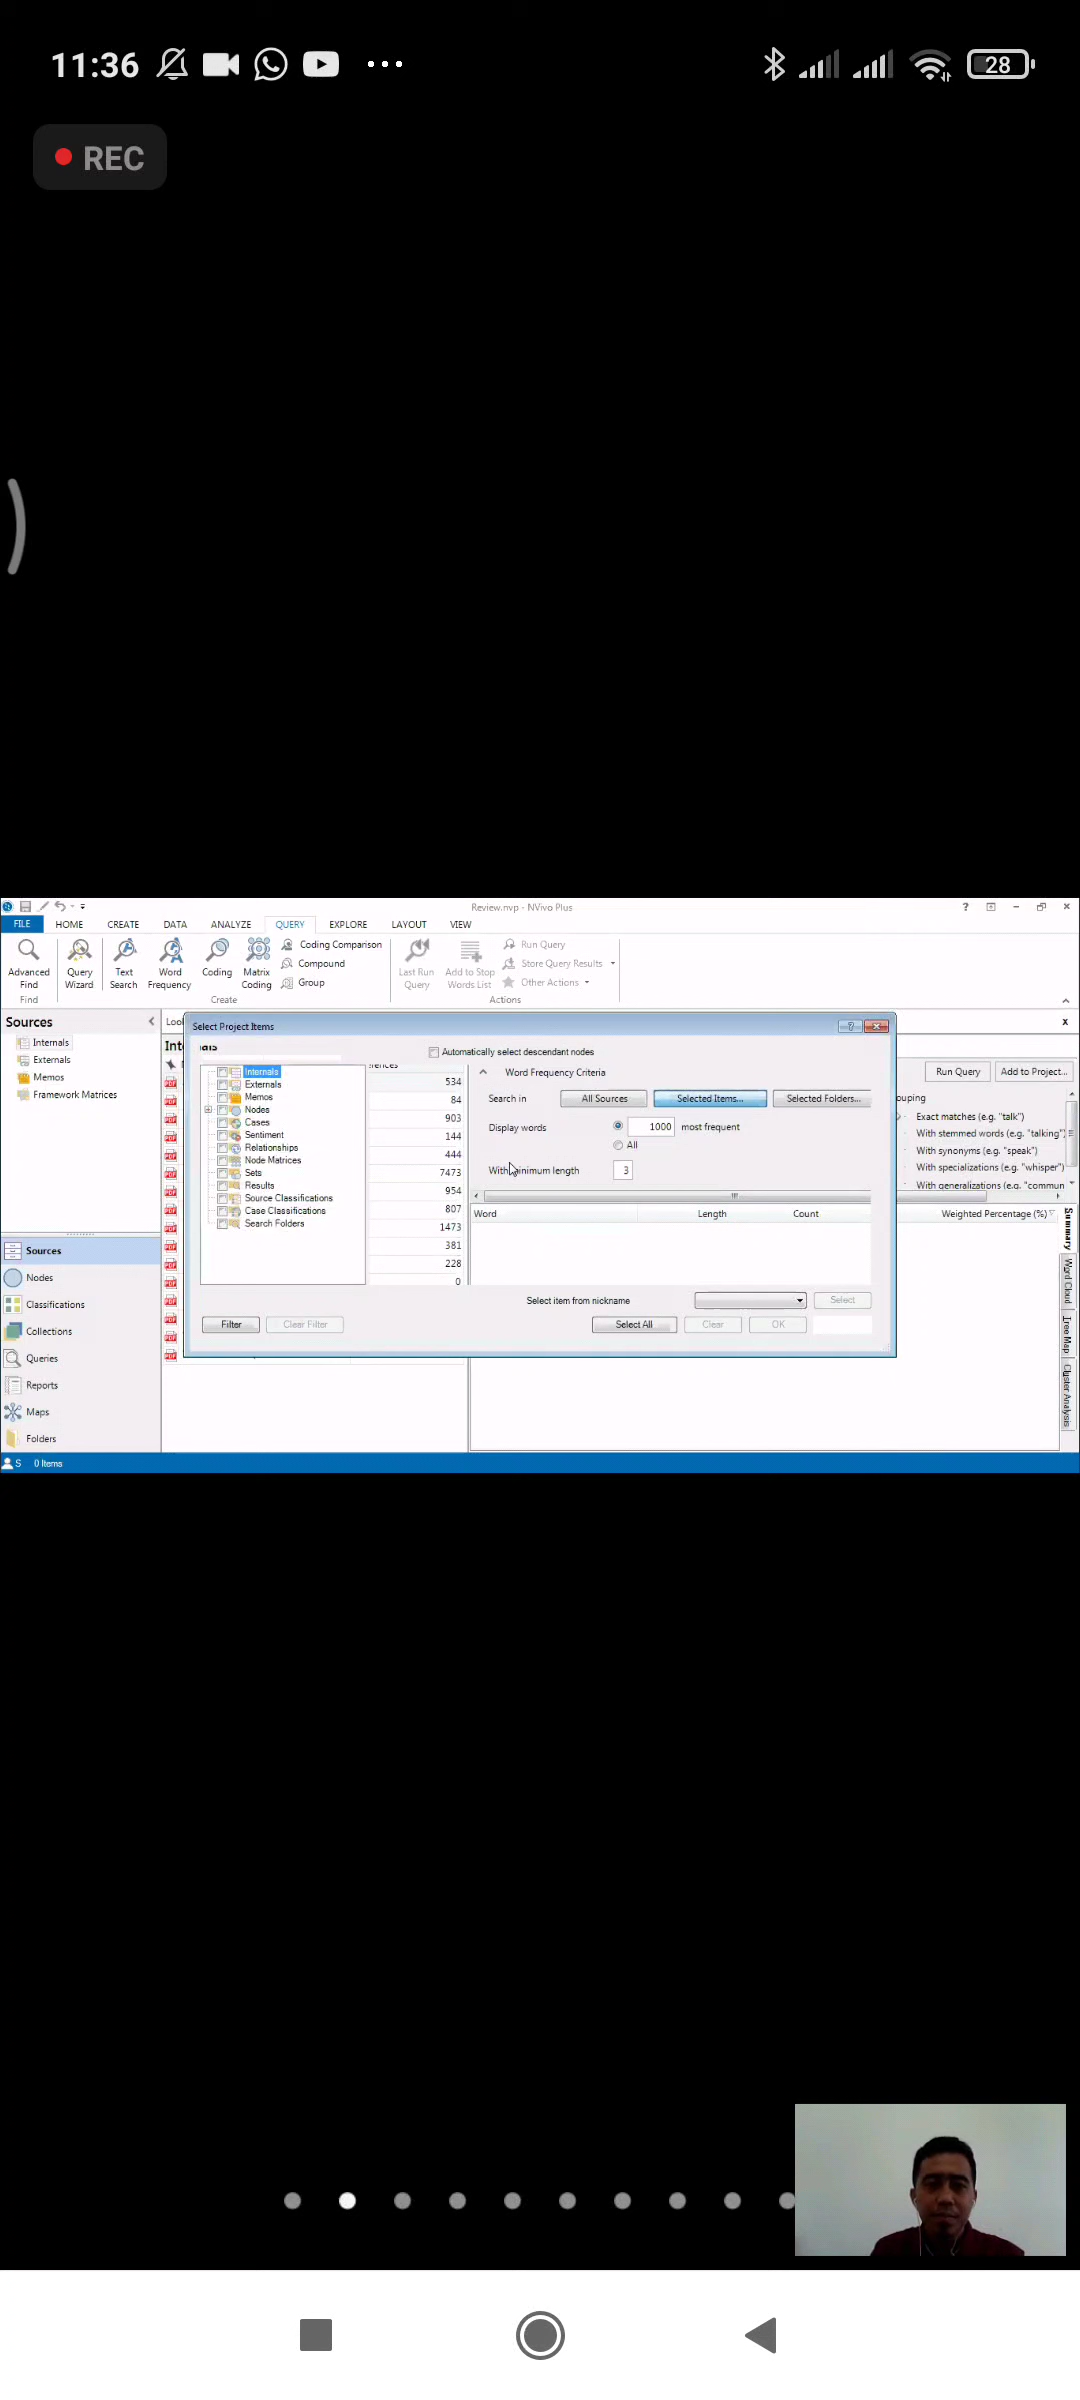 11:36
28
REC
Review.nvp - NVivo Plus
FILE HOME CREATE DATA ANALYZE QUERY EXPLORE LAYOUT VIEW
Advanced Find
Query Wizard
Text Search
Word Frequency
Coding
Matrix Coding
Coding Comparison
Compound
Group
Last Run Query
Add to Stop Words List
Run Query
Store Query Results
Other Actions
Find
Create
Actions
Sources
Internals
Externals
Memos
Framework Matrices
Sources
Nodes
Classifications
Collections
Queries
Reports
Maps
Folders
S 0 Items
Select Project Items
Automatically select descendant nodes
Internals
Externals
Memos
Nodes
Cases
Sentiment
Relationships
Node Matrices
Sets
Results
Source Classifications
Case Classifications
Search Folders
534
84
903
144
444
7473
954
807
1473
381
228
0
Word Frequency Criteria
Search in All Sources Selected Items... Selected Folders...
Display words 1000 most frequent
All
With minimum length 3
Word Length Count
Select item from nickname Select
Filter Clear Filter Select All Clear OK
Run Query Add to Project...
ouping
Exact matches (e.g. "talk")
With stemmed words (e.g. "talking")
With synonyms (e.g. "speak")
With specializations (e.g. "whisper")
With generalizations (e.g. "commun
Weighted Percentage (%)
Summary
Word Cloud
Tree Map
Cluster Analysis